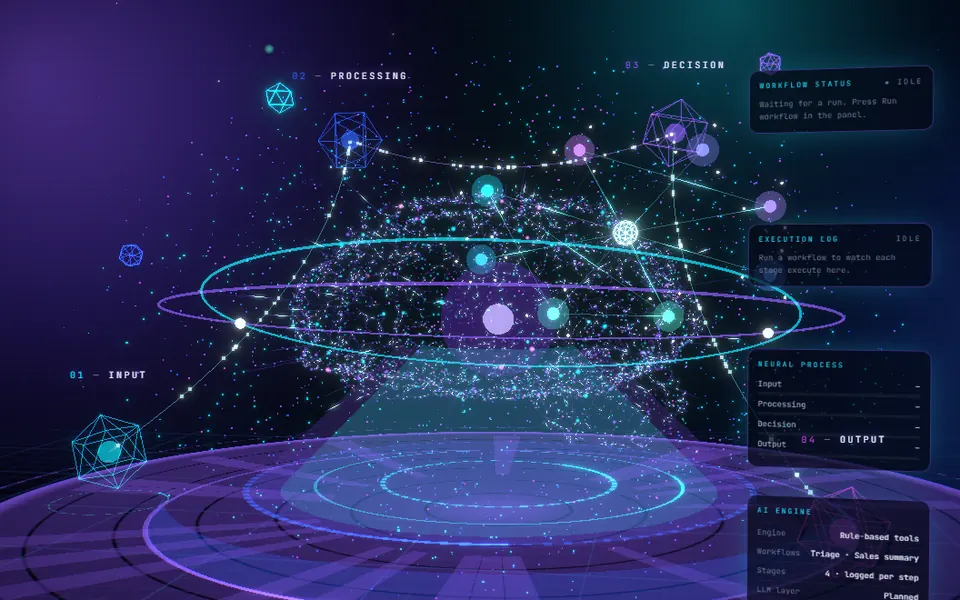 02 — PROCESSING
03 — DECISION
WORKFLOW STATUS
IDLE
Waiting for a run. Press Run
workflow in the panel.
EXECUTION LOG
IDLE
Run a workflow to watch each
stage execute here.
01 — INPUT
NEURAL PROCESS
Input —
Processing —
Decision —
Output —
04 — OUTPUT
AI ENGINE
Engine Rule-based tools
Workflows Triage · Sales summary
Stages 4 · logged per step
LLM layer Planned